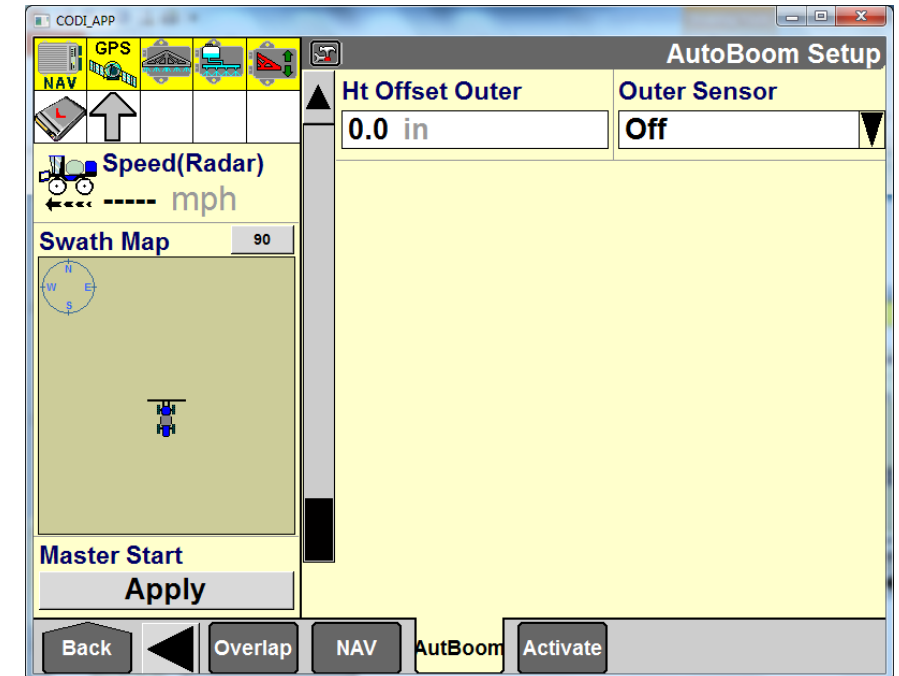 CODI_APP
GPS
NAV
AutoBoom Setup
L
Speed(Radar)
----- mph
Swath Map 90
N
W E
S
Ht Offset Outer Outer Sensor
0.0 in Off
Master Start
Apply
Back Overlap NAV AutBoom Activate